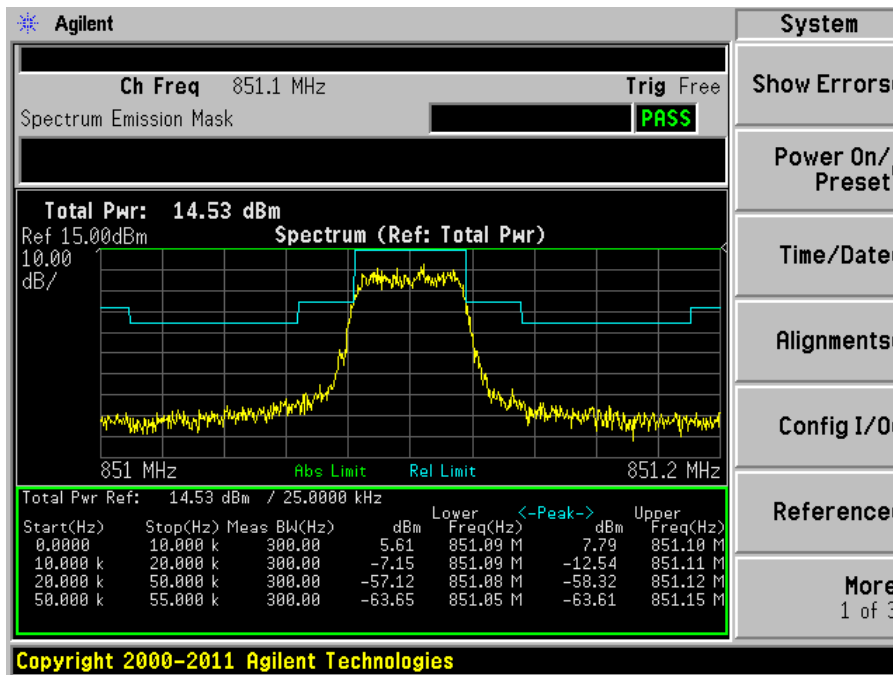 Agilent
System
Ch Freq 851.1 MHz Trig Free
Spectrum Emission Mask PASS
Show Errors
Power On/
Preset
Time/Date
Alignments
Config I/O
Reference
More
1 of 3
Total Pwr: 14.53 dBm
Ref 15.00dBm Spectrum (Ref: Total Pwr)
10.00
dB/
851 MHz Abs Limit Rel Limit 851.2 MHz
Total Pwr Ref: 14.53 dBm / 25.0000 kHz
Lower <-Peak-> Upper
Start(Hz) Stop(Hz) Meas BW(Hz) dBm Freq(Hz) dBm Freq(Hz)
0.0000 10.000 k 300.00 5.61 851.09 M 7.79 851.10 M
10.000 k 20.000 k 300.00 -7.15 851.09 M -12.54 851.11 M
20.000 k 50.000 k 300.00 -57.12 851.08 M -58.32 851.12 M
50.000 k 55.000 k 300.00 -63.65 851.05 M -63.61 851.15 M
Copyright 2000-2011 Agilent Technologies